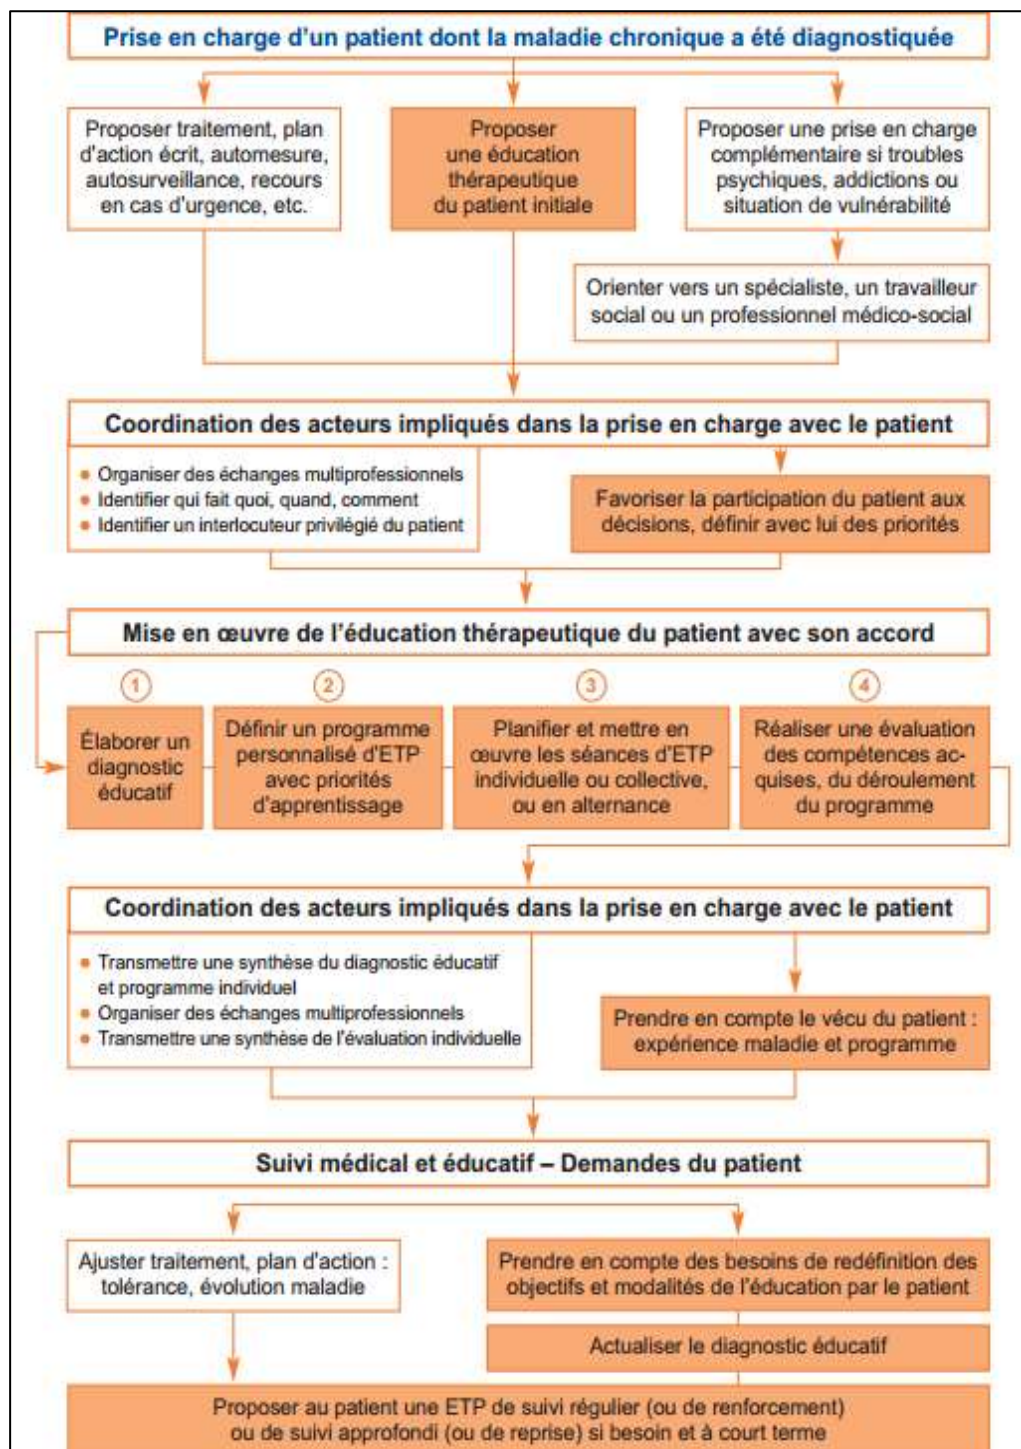 Prise en charge d'un patient dont la maladie chronique a été diagnostiquée
Proposer traitement, plan
d'action écrit, automesure,
autosurveillance, recours
en cas d'urgence, etc.
Proposer
une éducation
thérapeutique
du patient initiale
Proposer une prise en charge
complémentaire si troubles
psychiques, addictions ou
situation de vulnérabilité
Orienter vers un spécialiste, un travailleur
social ou un professionnel médico-social
Coordination des acteurs impliqués dans la prise en charge avec le patient
• Organiser des échanges multiprofessionnels
• Identifier qui fait quoi, quand, comment
• Identifier un interlocuteur privilégié du patient
Favoriser la participation du patient aux
décisions, définir avec lui des priorités
Mise en œuvre de l'éducation thérapeutique du patient avec son accord
1
Élaborer un
diagnostic
éducatif
2
Définir un programme
personnalisé d'ETP
avec priorités
d'apprentissage
3
Planifier et mettre en
œuvre les séances d'ETP
individuelle ou collective,
ou en alternance
4
Réaliser une évaluation
des compétences ac-
quises, du déroulement
du programme
Coordination des acteurs impliqués dans la prise en charge avec le patient
• Transmettre une synthèse du diagnostic éducatif
et programme individuel
• Organiser des échanges multiprofessionnels
• Transmettre une synthèse de l'évaluation individuelle
Prendre en compte le vécu du patient :
expérience maladie et programme
Suivi médical et éducatif – Demandes du patient
Ajuster traitement, plan d'action :
tolérance, évolution maladie
Prendre en compte des besoins de redéfinition des
objectifs et modalités de l'éducation par le patient
Actualiser le diagnostic éducatif
Proposer au patient une ETP de suivi régulier (ou de renforcement)
ou de suivi approfondi (ou de reprise) si besoin et à court terme